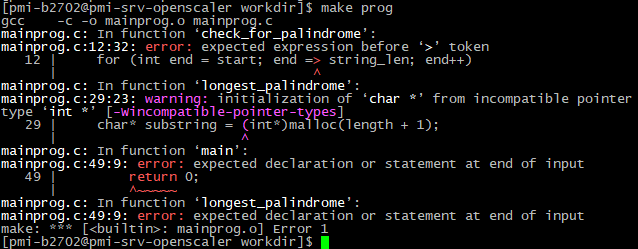 [pmi-b2702@pmi-srv-openscaler workdir]$ make prog
gcc    -c -o mainprog.o mainprog.c
mainprog.c: In function ‘check_for_palindrome’:
mainprog.c:12:32: error: expected expression before ‘>’ token
   12 |     for (int end = start; end => string_len; end++)
      |                                ^
mainprog.c: In function ‘longest_palindrome’:
mainprog.c:29:23: warning: initialization of ‘char *’ from incompatible pointer
type ‘int *’ [-Wincompatible-pointer-types]
   29 |     char* substring = (int*)malloc(length + 1);
      |                       ^
mainprog.c: In function ‘main’:
mainprog.c:49:9: error: expected declaration or statement at end of input
   49 |         return 0;
      |         ^~~~~~
mainprog.c: In function ‘longest_palindrome’:
mainprog.c:49:9: error: expected declaration or statement at end of input
make: *** [<builtin>: mainprog.o] Error 1
[pmi-b2702@pmi-srv-openscaler workdir]$